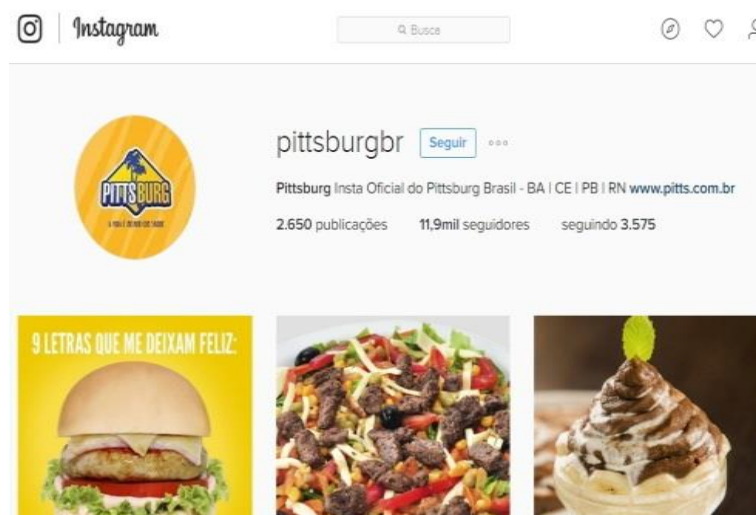 Instagram
Busce
pittsburgbr Seguir
Pittsburg Insta Oficial do Pittsburg Brasil - BA | CE | PB | RN www.pitts.com.br
2.650 publicações 11,9mil seguidores seguindo 3.575
PITTSBURG
9 LETRAS QUE ME DEIXAM FELIZ: